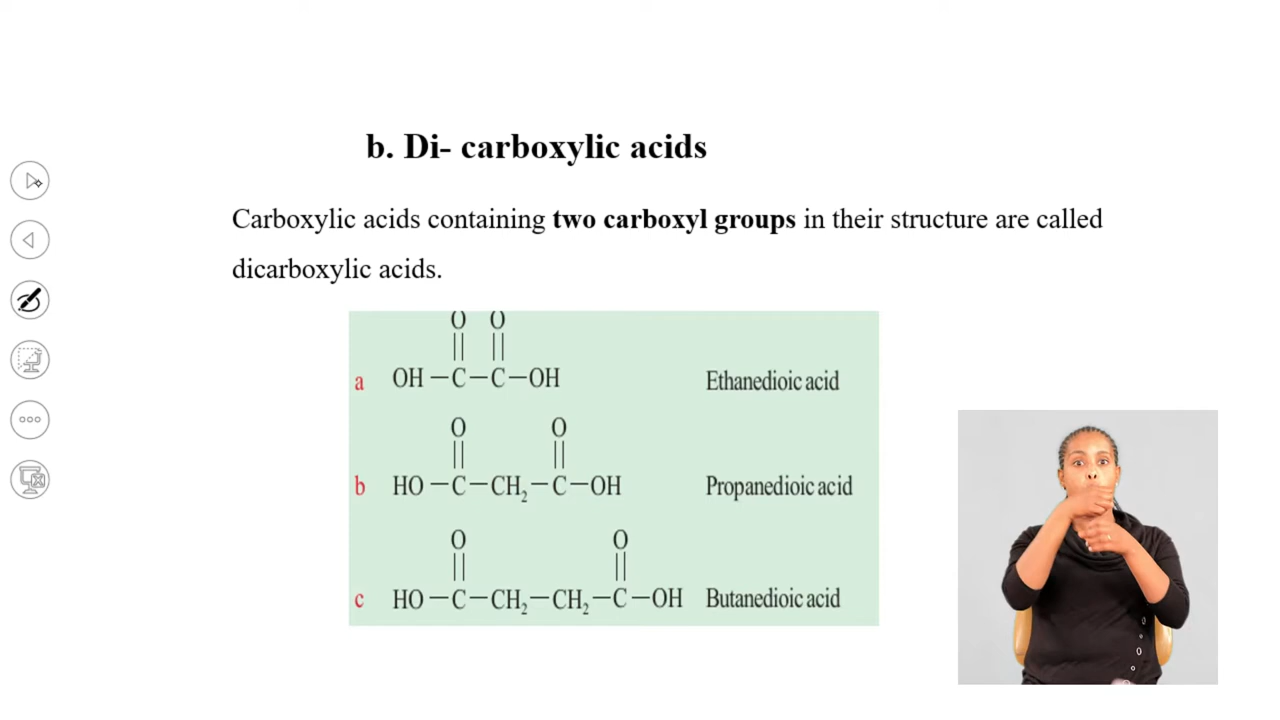 b. Di- carboxylic acids
Carboxylic acids containing two carboxyl groups in their structure are called
dicarboxylic acids.
O O
a OH –C–C–OH Ethanedioic acid
O O
b HO –C–CH₂–C–OH Propanedioic acid
O O
c HO –C–CH₂–CH₂–C–OH Butanedioic acid